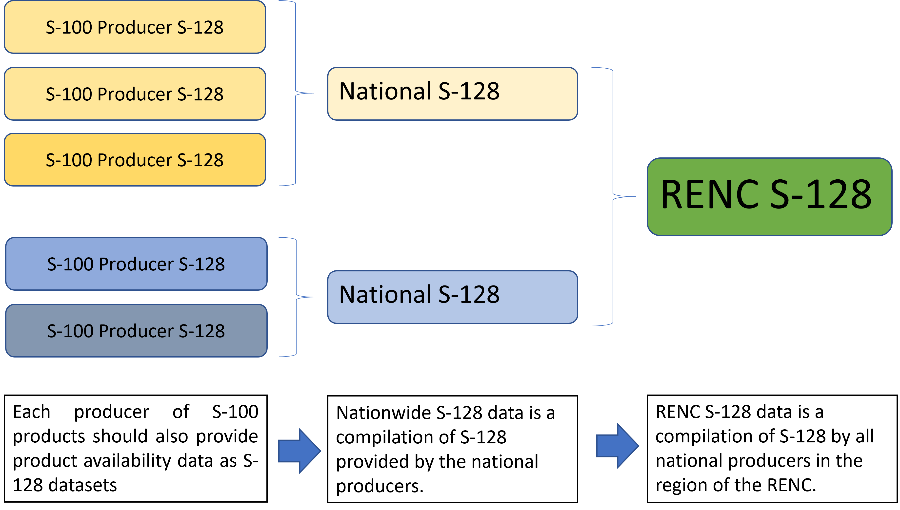 S-100 Producer S-128
S-100 Producer S-128
S-100 Producer S-128
National S-128
RENC S-128
S-100 Producer S-128
S-100 Producer S-128
National S-128
Each producer of S-100
products should also provide
product availability data as S-
128 datasets
Nationwide S-128 data is a
compilation of S-128
provided by the national
producers.
RENC S-128 data is a
compilation of S-128 by all
national producers in the
region of the RENC.